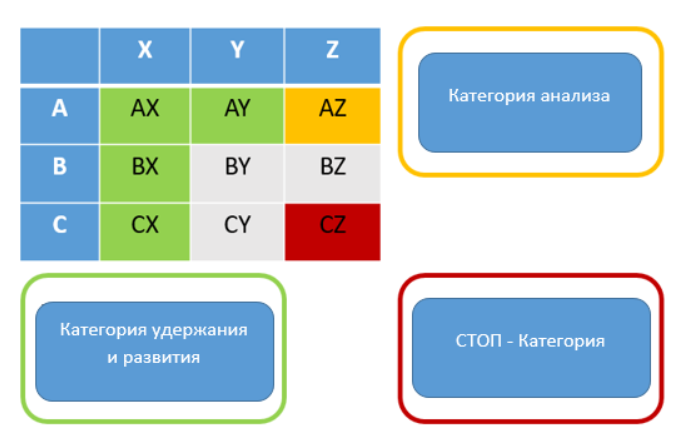 X Y Z
A AX AY AZ
B BX BY BZ
C CX CY CZ
Категория анализа
Категория удержания
и развития
СТОП - Категория